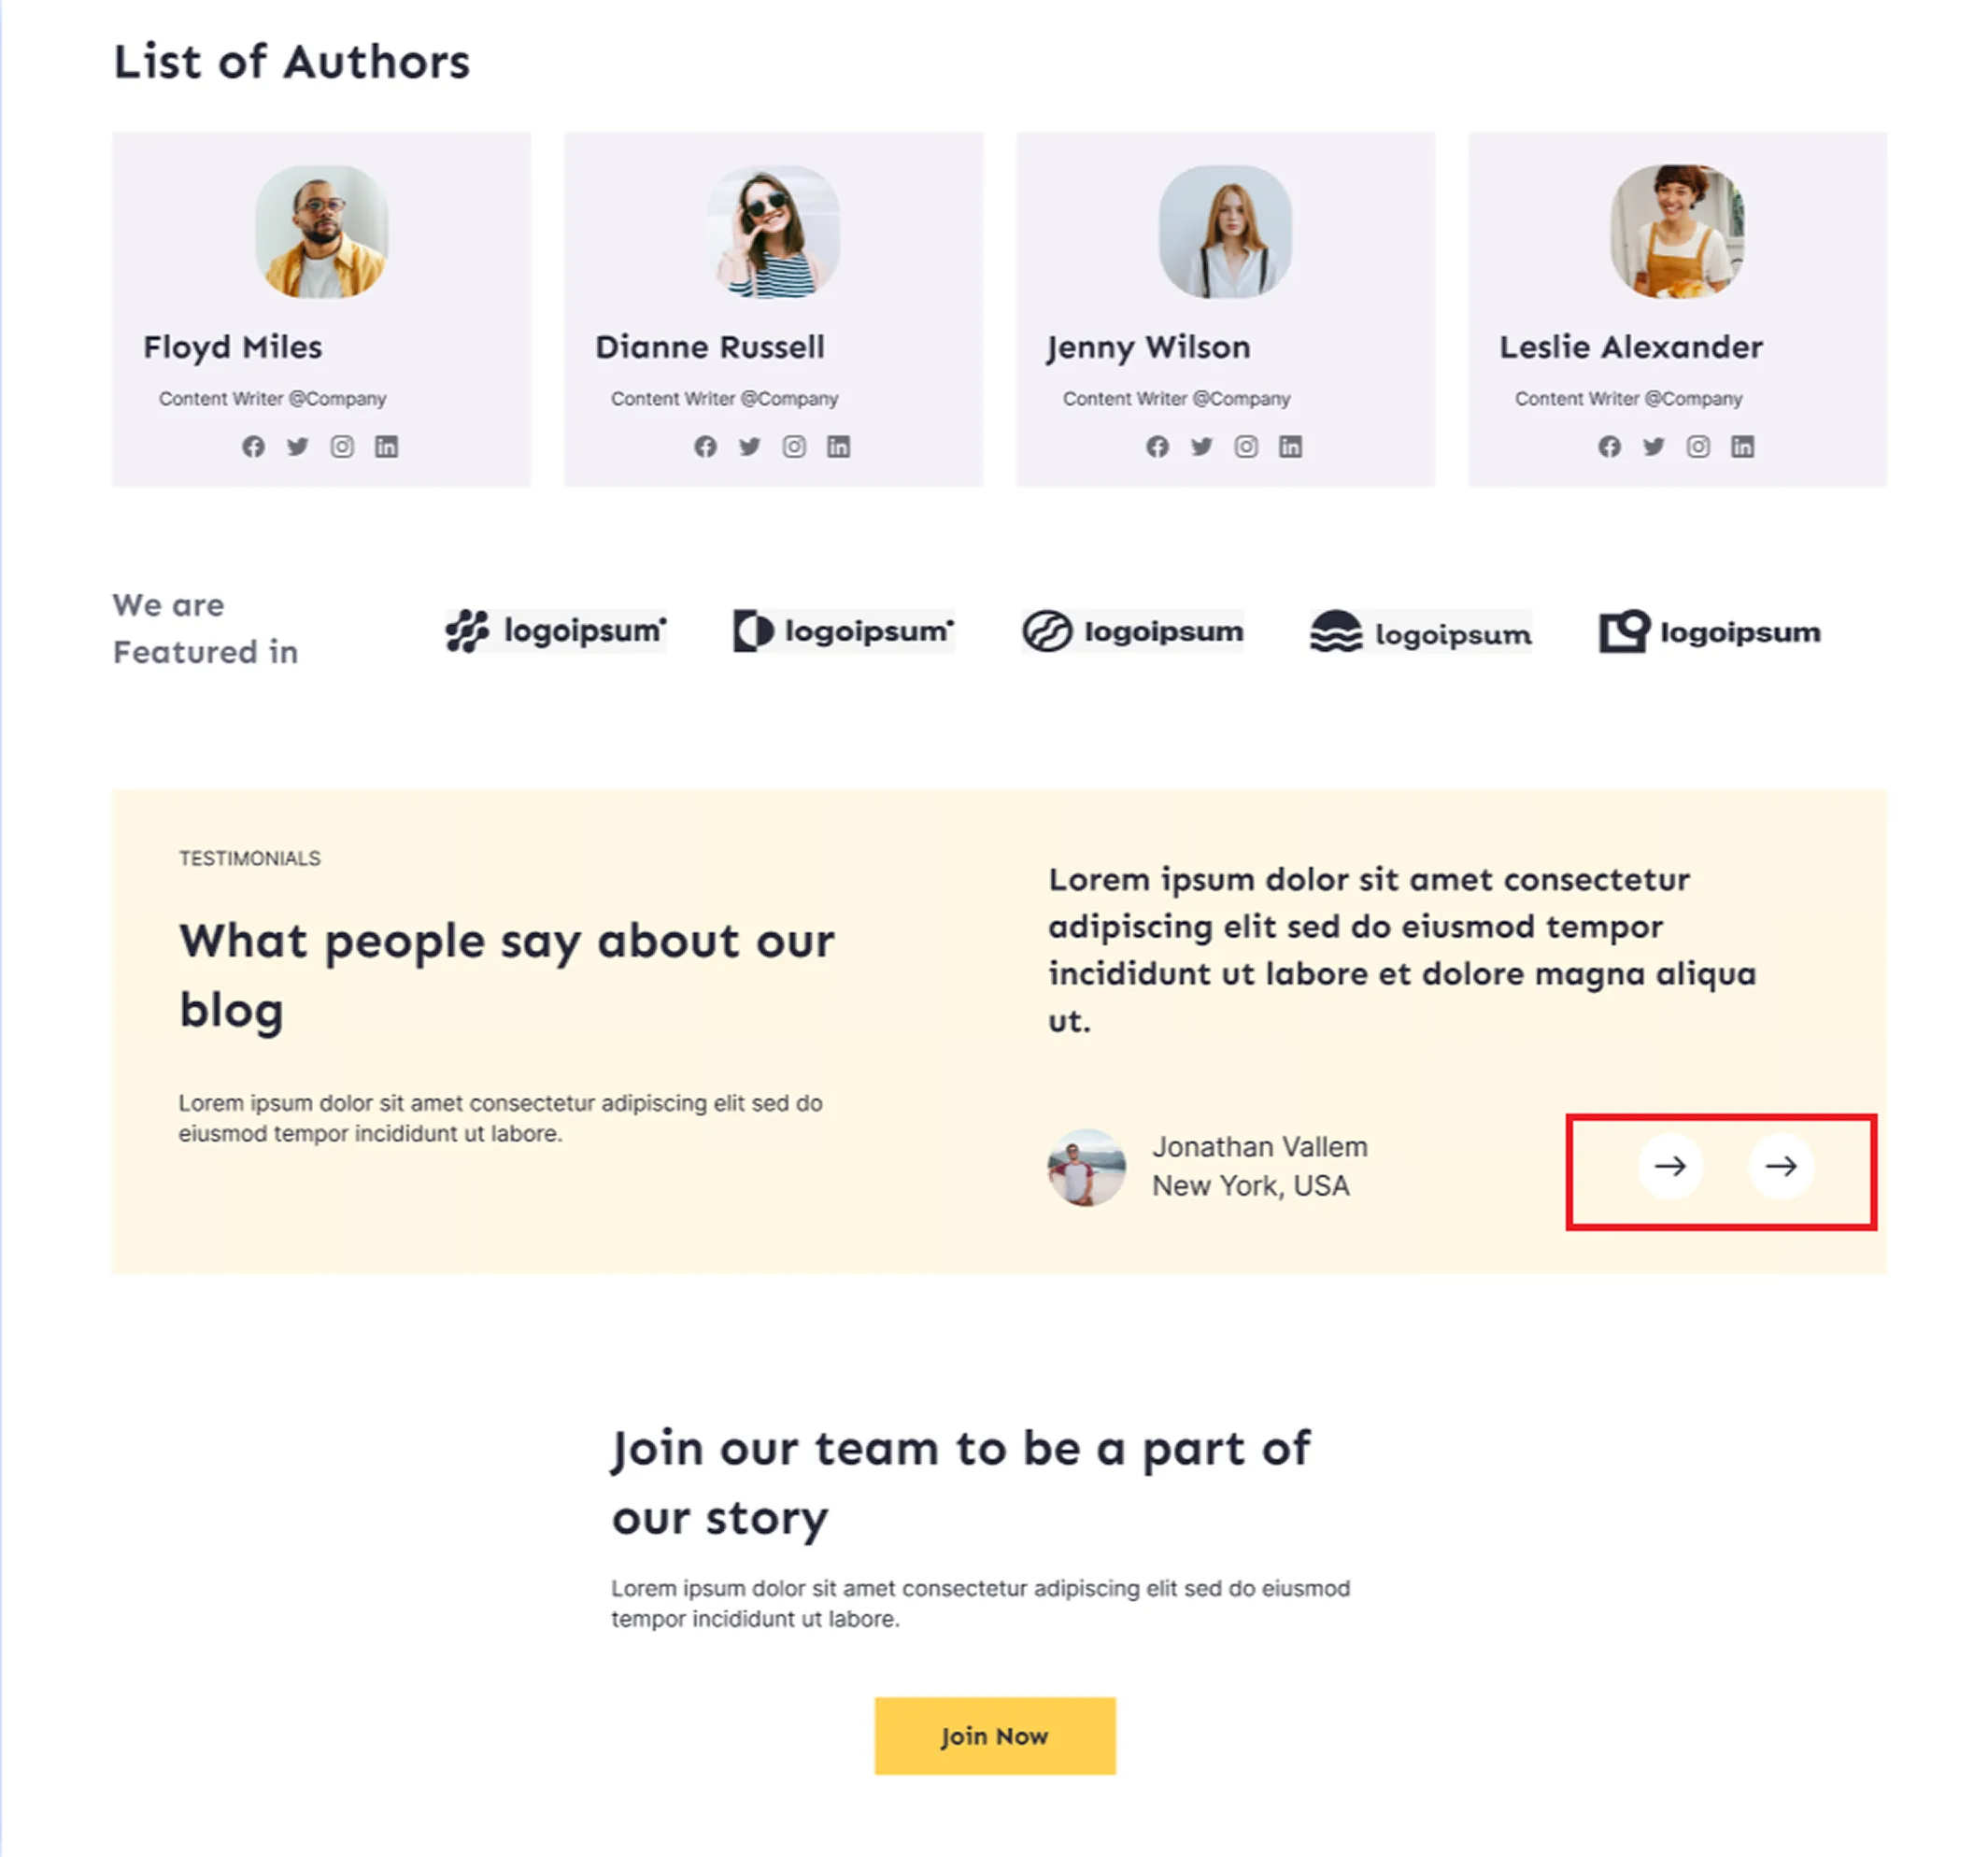 List of Authors
Floyd Miles
Content Writer @Company
Dianne Russell
Content Writer @Company
Jenny Wilson
Content Writer @Company
Leslie Alexander
Content Writer @Company
We are
Featured in
logoipsum
logoipsum
logoipsum
logoipsum
logoipsum
TESTIMONIALS
What people say about our
blog
Lorem ipsum dolor sit amet consectetur adipiscing elit sed do
eiusmod tempor incididunt ut labore.
Lorem ipsum dolor sit amet consectetur
adipiscing elit sed do eiusmod tempor
incididunt ut labore et dolore magna aliqua
ut.
Jonathan Vallem
New York, USA
Join our team to be a part of
our story
Lorem ipsum dolor sit amet consectetur adipiscing elit sed do eiusmod
tempor incididunt ut labore.
Join Now